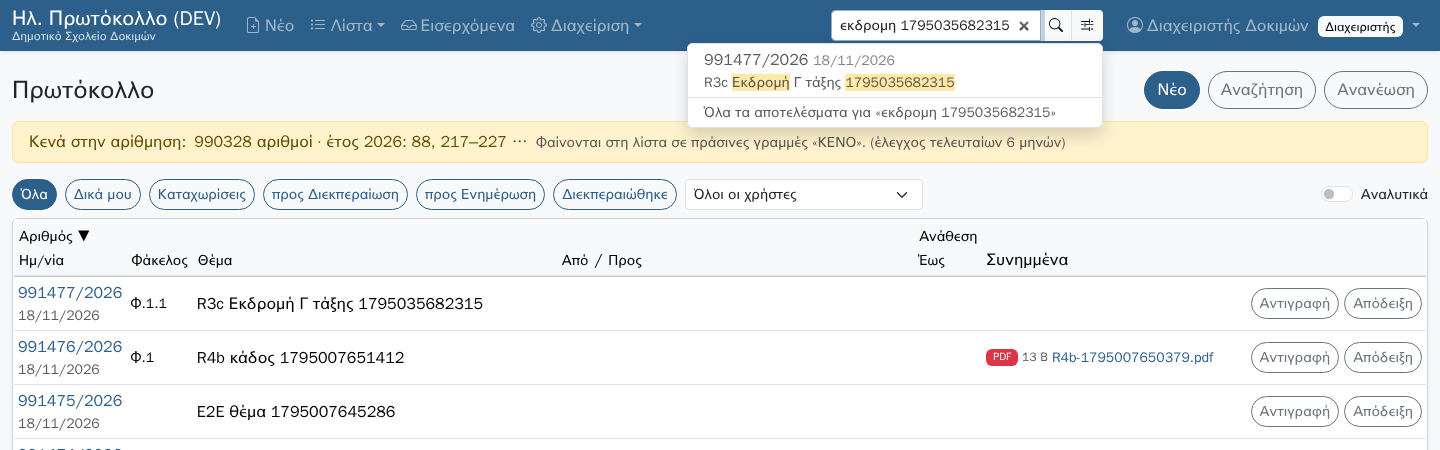 Ηλ. Πρωτόκολλο (DEV)
Δημοτικό Σχολείο Δοκιμών
Νέο
Λίστα
Εισερχόμενα
Διαχείριση
εκδρομη 1795035682315
Διαχειριστής Δοκιμών
Διαχειριστής
991477/2026 18/11/2026
R3c Εκδρομή Γ τάξης 1795035682315
Όλα τα αποτελέσματα για «εκδρομη 1795035682315»
Πρωτόκολλο
Νέο
Αναζήτηση
Ανανέωση
Κενά στην αρίθμηση: 990328 αριθμοί · έτος 2026: 88, 217–227 ··· Φαίνονται στη λίστα σε πράσινες γραμμές «ΚΕΝΟ». (έλεγχος τελευταίων 6 μηνών)
Όλα
Δικά μου
Καταχωρίσεις
προς Διεκπεραίωση
προς Ενημέρωση
Διεκπεραιώθηκε
Όλοι οι χρήστες
Αναλυτικά
Αριθμός ▼ Ανάθεση
Ημ/νία Φάκελος Θέμα Από / Προς Έως Συνημμένα
991477/2026
18/11/2026
Φ.1.1
R3c Εκδρομή Γ τάξης 1795035682315
Αντιγραφή
Απόδειξη
991476/2026
18/11/2026
Φ.1
R4b κάδος 1795007651412
PDF 13 B R4b-1795007650379.pdf
Αντιγραφή
Απόδειξη
991475/2026
18/11/2026
E2E θέμα 1795007645286
Αντιγραφή
Απόδειξη